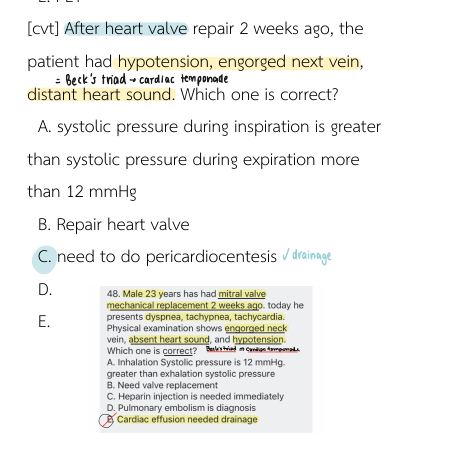 [cvt] After heart valve repair 2 weeks ago, the
patient had hypotension, engorged next vein,
= Beck's triad → cardiac temponade
distant heart sound. Which one is correct?
A. systolic pressure during inspiration is greater
than systolic pressure during expiration more
than 12 mmHg
B. Repair heart valve
C. need to do pericardiocentesis ✓ drainage
D.
E.
48. Male 23 years has had mitral valve
mechanical replacement 2 weeks ago. today he
presents dyspnea, tachypnea, tachycardia.
Physical examination shows engorged neck
vein, absent heart sound, and hypotension.
Which one is correct? Beck's triad → cardiac temponade
A. Inhalation Systolic pressure is 12 mmHg.
greater than exhalation systolic pressure
B. Need valve replacement
C. Heparin injection is needed immediately
D. Pulmonary embolism is diagnosis
E. Cardiac effusion needed drainage